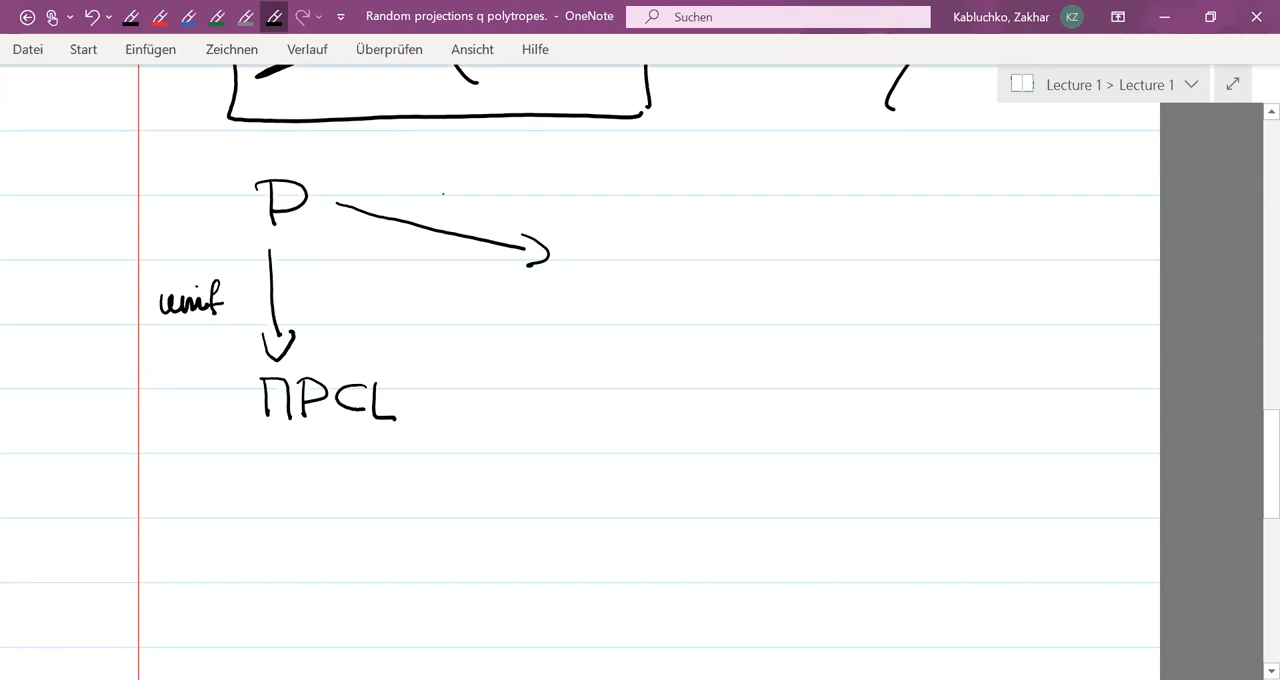 Random projections q polytropes. - OneNote
Suchen
Kabluchko, Zakhar
KZ
Datei Start Einfügen Zeichnen Verlauf Überprüfen Ansicht Hilfe
Lecture 1 > Lecture 1
P
unif
ΠP⊂L